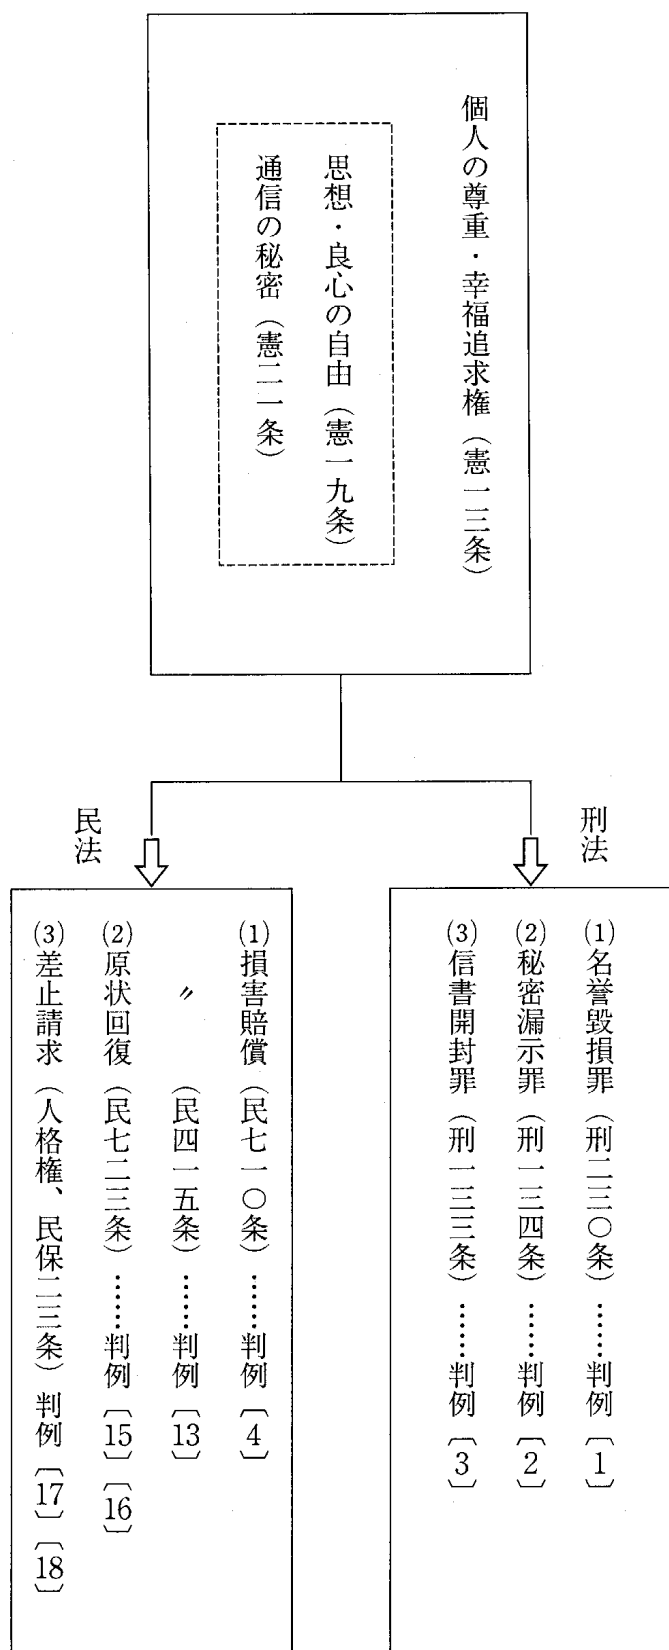 個人の尊重・幸福追求権（憲一三条）
思想・良心の自由（憲一九条）
通信の秘密（憲二一条）
刑法
(1)名誉毀損罪（刑二三〇条）……判例〔1〕
(2)秘密漏示罪（刑一三四条）……判例〔2〕
(3)信書開封罪（刑一三三条）……判例〔3〕
民法
(1)損害賠償（民七一〇条）……判例〔4〕
〃（民四一五条）……判例〔13〕
(2)原状回復（民七二三条）……判例〔15〕〔16〕
(3)差止請求（人格権、民保二三条）判例〔17〕〔18〕